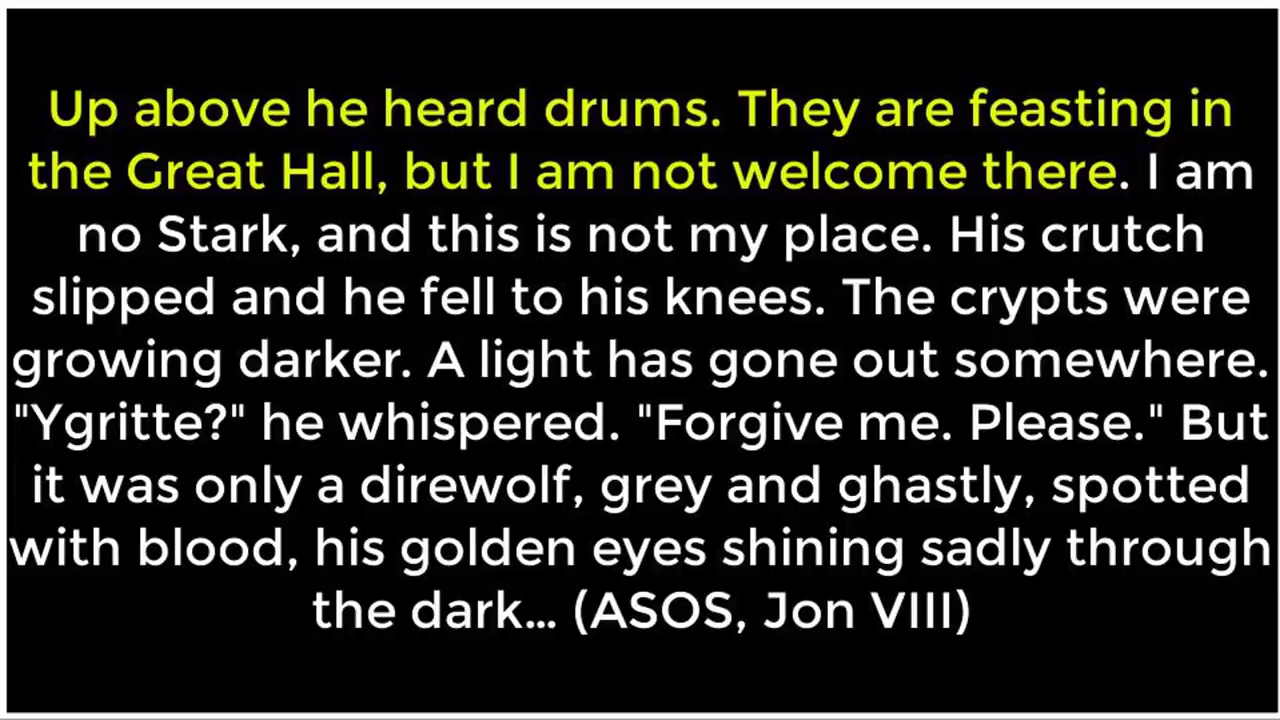 Up above he heard drums. They are feasting in
the Great Hall, but I am not welcome there. I am
no Stark, and this is not my place. His crutch
slipped and he fell to his knees. The crypts were
growing darker. A light has gone out somewhere.
"Ygritte?" he whispered. "Forgive me. Please." But
it was only a direwolf, grey and ghastly, spotted
with blood, his golden eyes shining sadly through
the dark... (ASOS, Jon VIII)